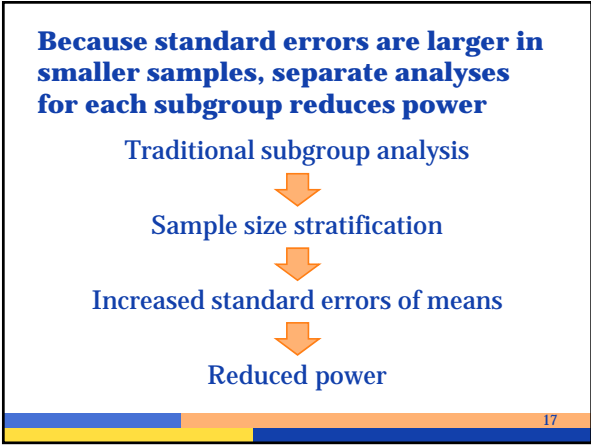 Because standard errors are larger in
smaller samples, separate analyses
for each subgroup reduces power
Traditional subgroup analysis
Sample size stratification
Increased standard errors of means
Reduced power
17